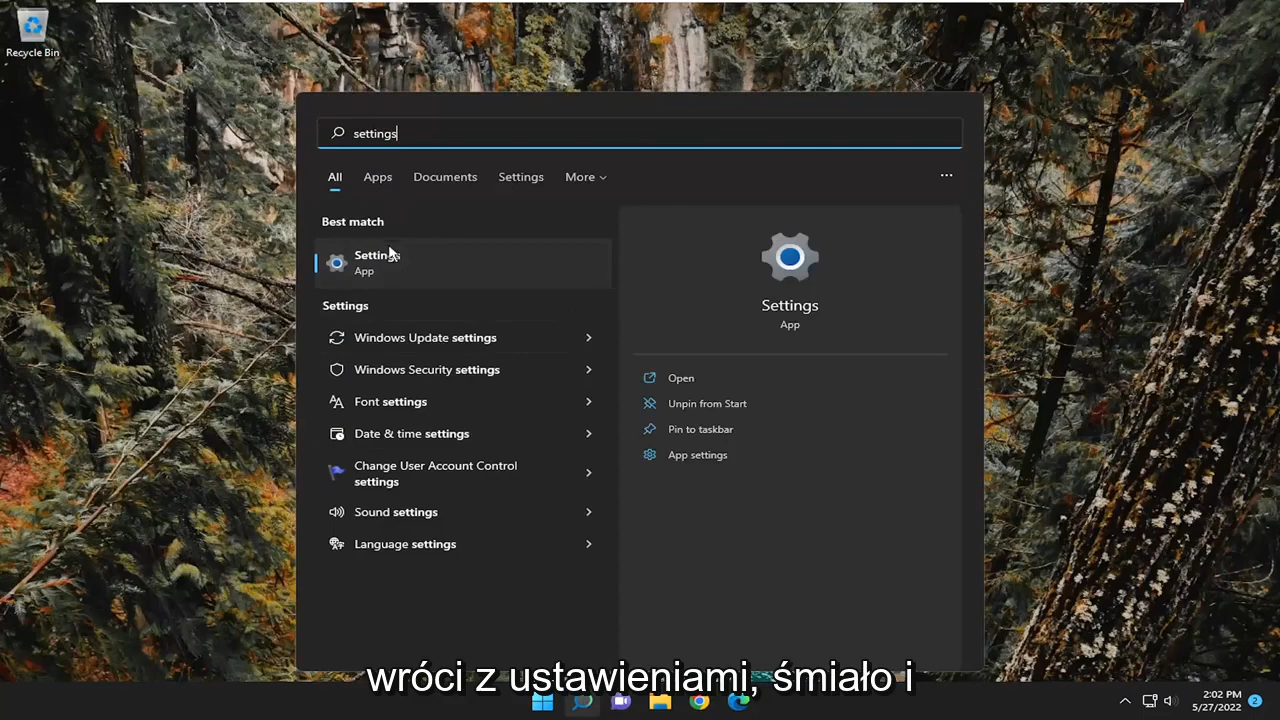 Recycle Bin
settings
All Apps Documents Settings More
Best match
Settings
App
Settings
Windows Update settings
Windows Security settings
Font settings
Date & time settings
Change User Account Control
settings
Sound settings
Language settings
Settings
App
Open
Unpin from Start
Pin to taskbar
App settings
wróci z ustawieniami, śmiało i
2:02 PM
5/27/2022
2